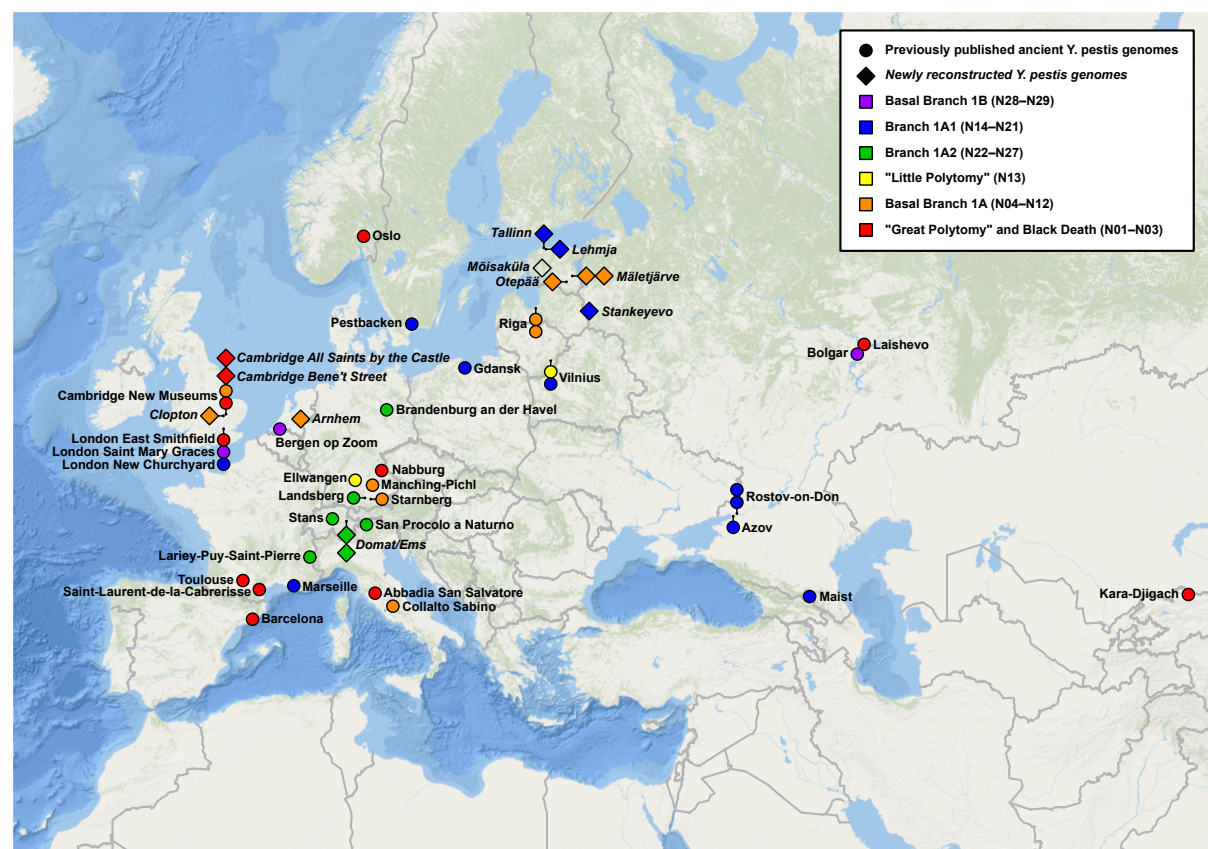 Previously published ancient Y. pestis genomes
Newly reconstructed Y. pestis genomes
Basal Branch 1B (N28–N29)
Branch 1A1 (N14–N21)
Branch 1A2 (N22–N27)
"Little Polytomy" (N13)
Basal Branch 1A (N04–N12)
"Great Polytomy" and Black Death (N01–N03)
Oslo
Tallinn
Lehmja
Mõisaküla
Otepää
Mäletjärve
Stankeyevo
Pestbacken
Riga
Laishevo
Bolgar
Cambridge All Saints by the Castle
Gdansk
Cambridge Bene't Street
Vilnius
Cambridge New Museums
Brandenburg an der Havel
Clopton
Arnhem
London East Smithfield
Bergen op Zoom
London Saint Mary Graces
London New Churchyard
Nabburg
Ellwangen
Manching-Pichl
Landsberg
Starnberg
Rostov-on-Don
Stans
San Procolo a Naturno
Azov
Domat/Ems
Lariey-Puy-Saint-Pierre
Toulouse
Marseille
Saint-Laurent-de-la-Cabrerisse
Abbadia San Salvatore
Kara-Djigach
Maist
Collalto Sabino
Barcelona